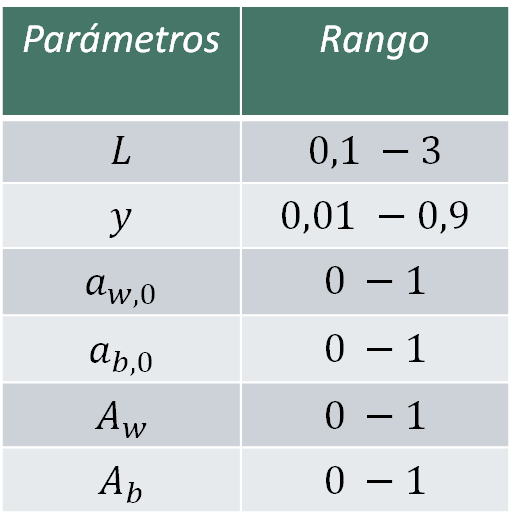 Parámetros Rango
L 0,1 − 3
y 0,01 − 0,9
a_{w,0} 0 − 1
a_{b,0} 0 − 1
A_w 0 − 1
A_b 0 − 1